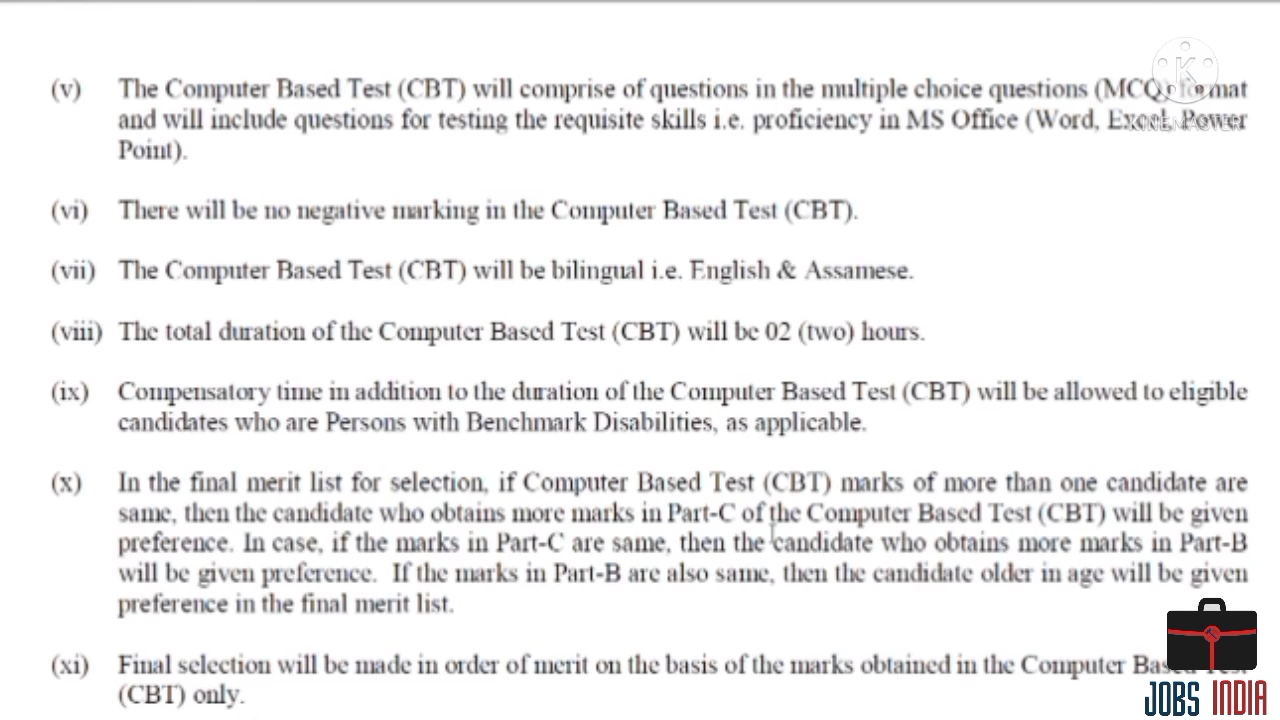 (v) The Computer Based Test (CBT) will comprise of questions in the multiple choice questions (MCQ) format
and will include questions for testing the requisite skills i.e. proficiency in MS Office (Word, Excel, Power
Point).
(vi) There will be no negative marking in the Computer Based Test (CBT).
(vii) The Computer Based Test (CBT) will be bilingual i.e. English & Assamese.
(viii) The total duration of the Computer Based Test (CBT) will be 02 (two) hours.
(ix) Compensatory time in addition to the duration of the Computer Based Test (CBT) will be allowed to eligible
candidates who are Persons with Benchmark Disabilities, as applicable.
(x) In the final merit list for selection, if Computer Based Test (CBT) marks of more than one candidate are
same, then the candidate who obtains more marks in Part-C of the Computer Based Test (CBT) will be given
preference. In case, if the marks in Part-C are same, then the candidate who obtains more marks in Part-B
will be given preference. If the marks in Part-B are also same, then the candidate older in age will be given
preference in the final merit list.
(xi) Final selection will be made in order of merit on the basis of the marks obtained in the Computer Based Test
(CBT) only.
K
KINEMASTER
JOBS INDIA